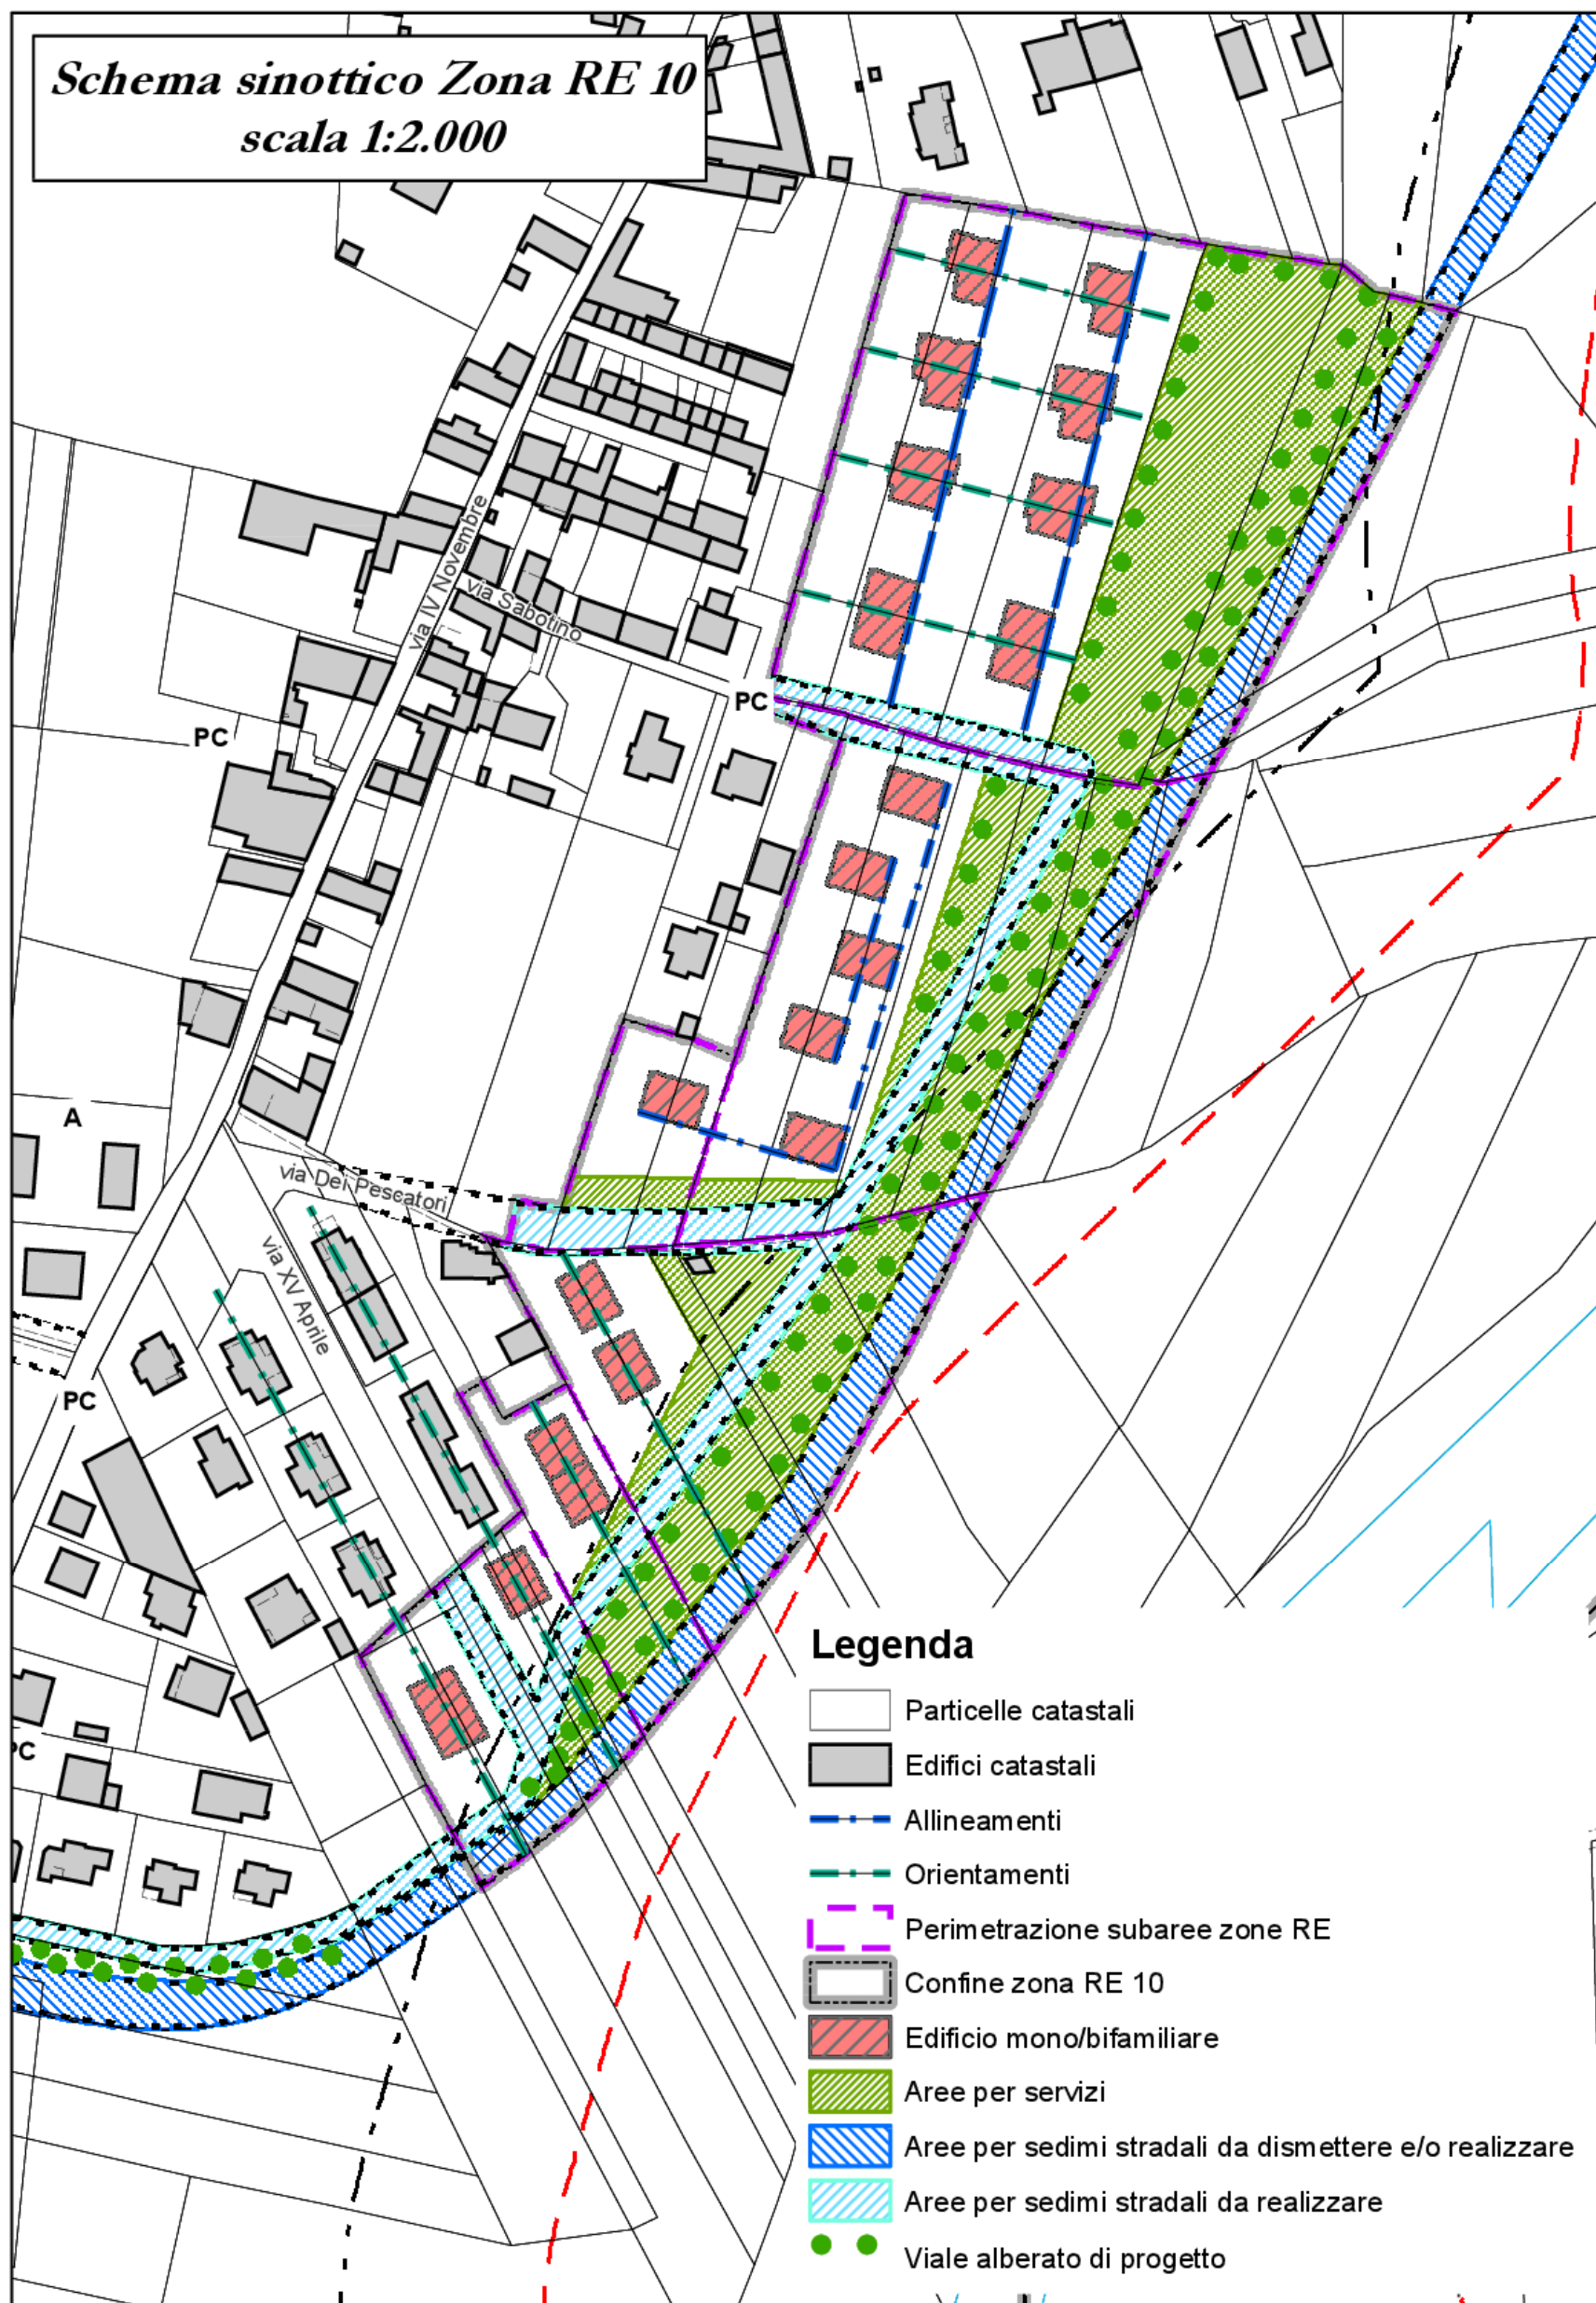 Schema sinottico Zona RE 10
scala 1:2.000
via IV Novembre
via Sabotino
PC
PC
A
via Dei Pescatori
via XV Aprile
PC
PC
Legenda
Particelle catastali
Edifici catastali
Allineamenti
Orientamenti
Perimetrazione subaree zone RE
Confine zona RE 10
Edificio mono/bifamiliare
Aree per servizi
Aree per sedimi stradali da dismettere e/o realizzare
Aree per sedimi stradali da realizzare
Viale alberato di progetto